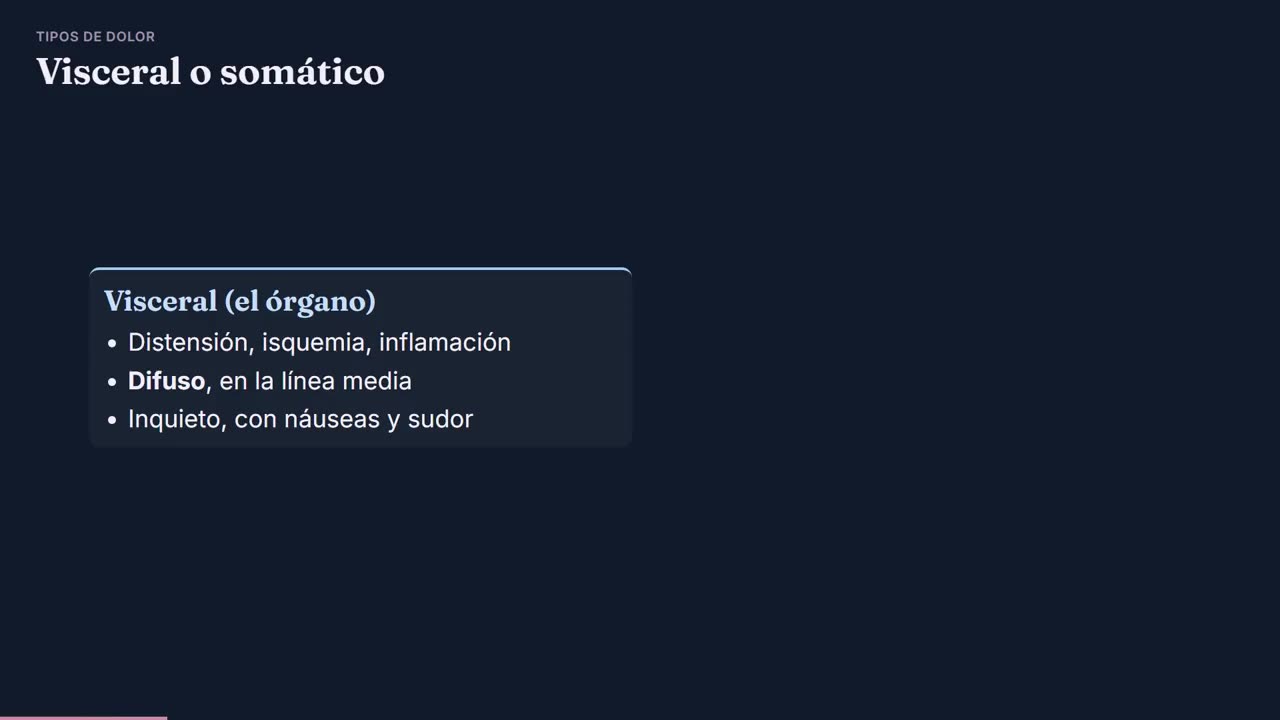 TIPOS DE DOLOR
Visceral o somático
Visceral (el órgano)
• Distensión, isquemia, inflamación
• Difuso, en la línea media
• Inquieto, con náuseas y sudor